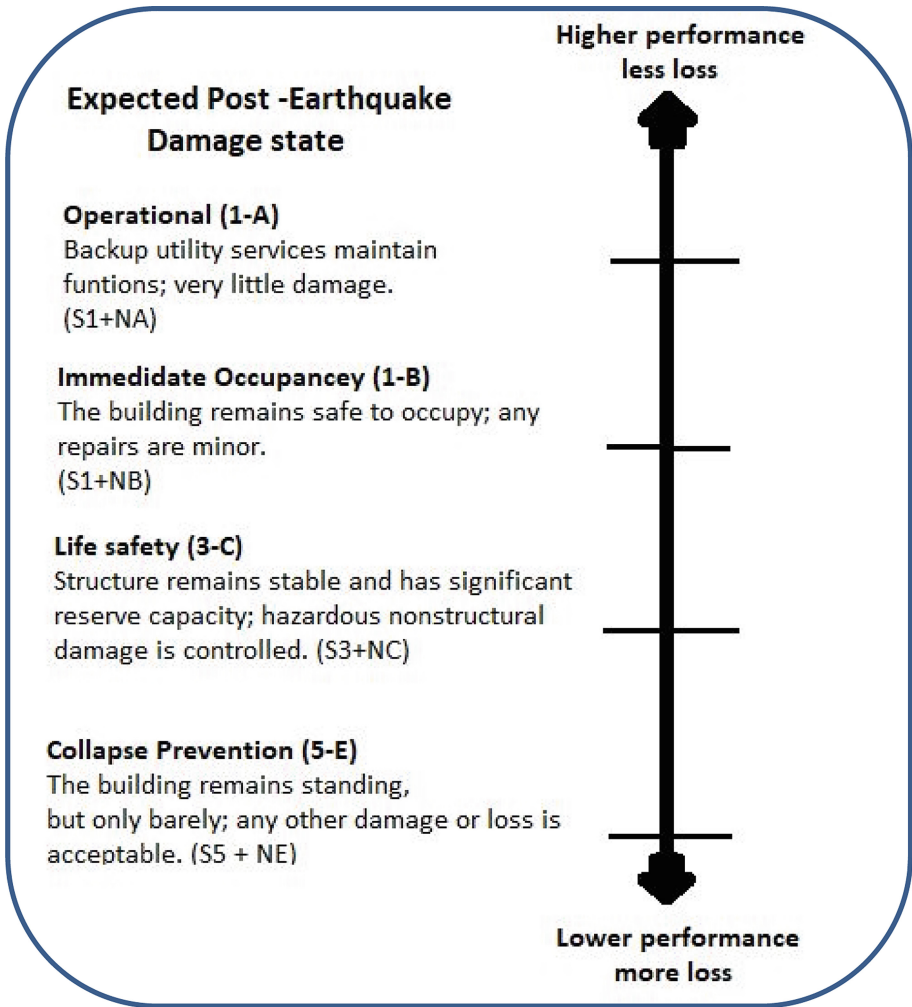 Higher performance
less loss
Expected Post -Earthquake
Damage state
Operational (1-A)
Backup utility services maintain
funtions; very little damage.
(S1+NA)
Immedidate Occupancey (1-B)
The building remains safe to occupy; any
repairs are minor.
(S1+NB)
Life safety (3-C)
Structure remains stable and has significant
reserve capacity; hazardous nonstructural
damage is controlled. (S3+NC)
Collapse Prevention (5-E)
The building remains standing,
but only barely; any other damage or loss is
acceptable. (S5 + NE)
Lower performance
more loss